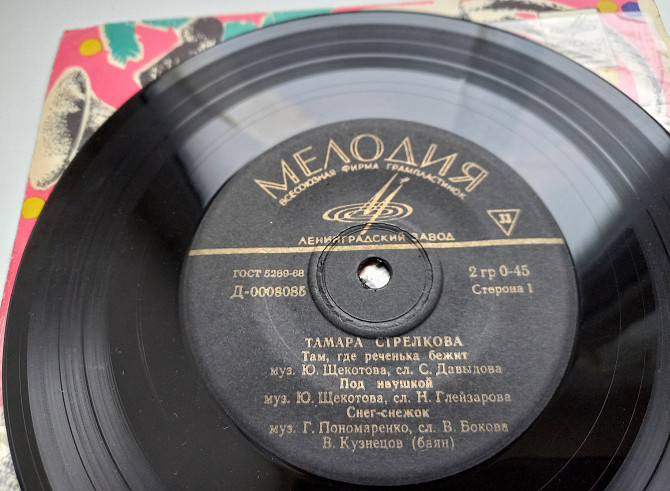 МЕЛОДИЯ
ВСЕСОЮЗНАЯ ФИРМА ГРАМПЛАСТИНОК
33
ЛЕНИНГРАДСКИЙ ЗАВОД
ГОСТ 5289-68
2 гр 0-45
Д-0008085
Сторона 1
ТАМАРА СТРЕЛКОВА
Там, где реченька бежит
муз. Ю. Щекотова, сл. С. Давыдова
Под ивушкой
муз. Ю. Щекотова, сл. Н. Глейзарова
Снег-снежок
муз. Г. Пономаренко, сл. В. Бокова
В. Кузнецов (баян)